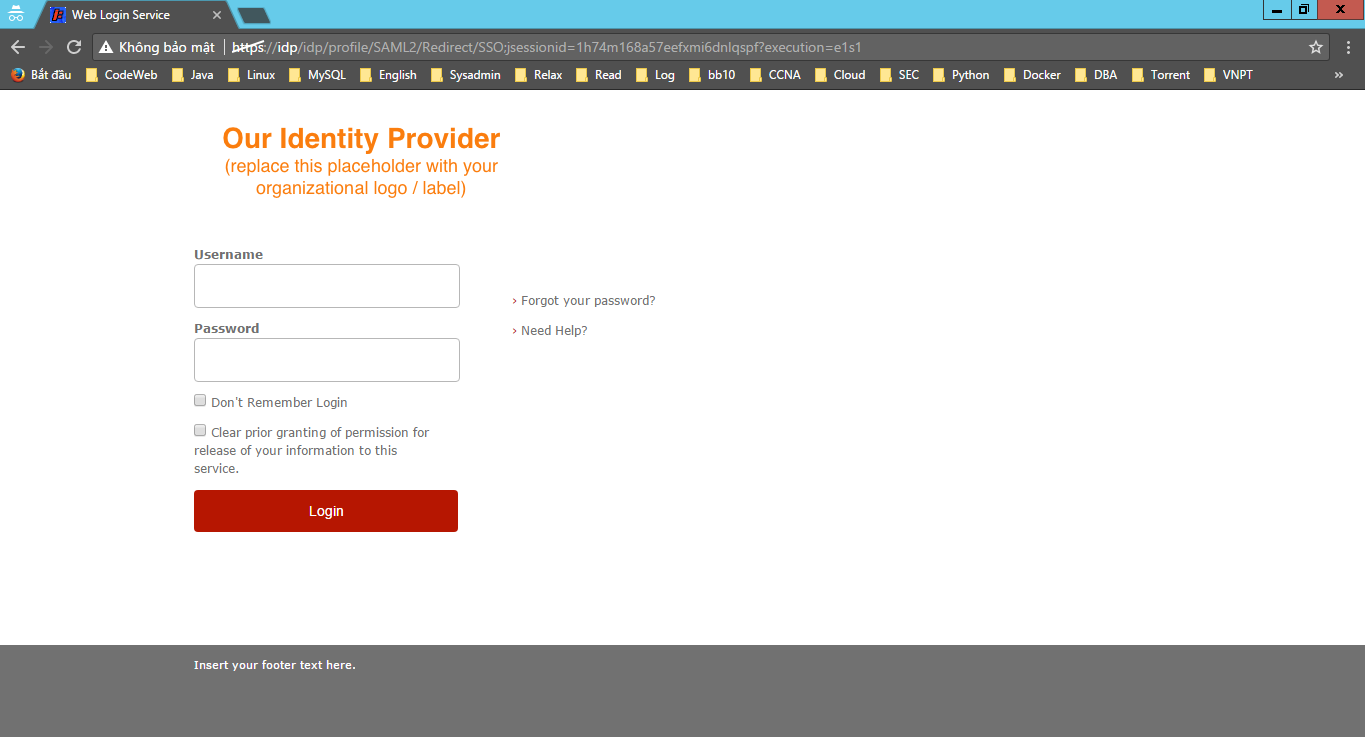 Web Login Service
Không bảo mật https://idp/idp/profile/SAML2/Redirect/SSO;jsessionid=1h74m168a57eefxmi6dnlqspf?execution=e1s1
Bắt đầu CodeWeb Java Linux MySQL English Sysadmin Relax Read Log bb10 CCNA Cloud SEC Python Docker DBA Torrent VNPT »
Our Identity Provider
(replace this placeholder with your
organizational logo / label)
Username
› Forgot your password?
› Need Help?
Password
Don't Remember Login
Clear prior granting of permission for
release of your information to this
service.
Login
Insert your footer text here.